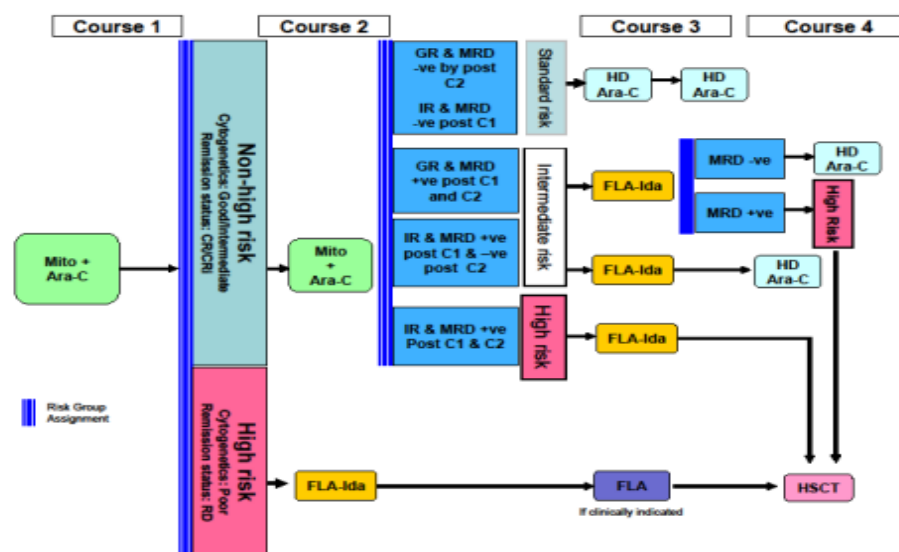 Course 1
Course 2
Course 3
Course 4
Mito +
Ara-C
Non-high risk
Cytogenetics: Good/Intermediate
Remission status: CR/CRI
High risk
Cytogenetics: Poor
Remission status: RD
Mito
+
Ara-C
GR & MRD
-ve by post
C2
IR & MRD
-ve post C1
Standard risk
HD
Ara-C
HD
Ara-C
GR & MRD
+ve post C1
and C2
IR & MRD +ve
post C1 & –ve
post C2
Intermediate risk
FLA-Ida
MRD -ve
HD
Ara-C
MRD +ve
High Risk
FLA-Ida
HD
Ara-C
IR & MRD +ve
Post C1 & C2
High risk
FLA-Ida
Risk Group
Assignment
FLA-Ida
FLA
If clinically indicated
HSCT